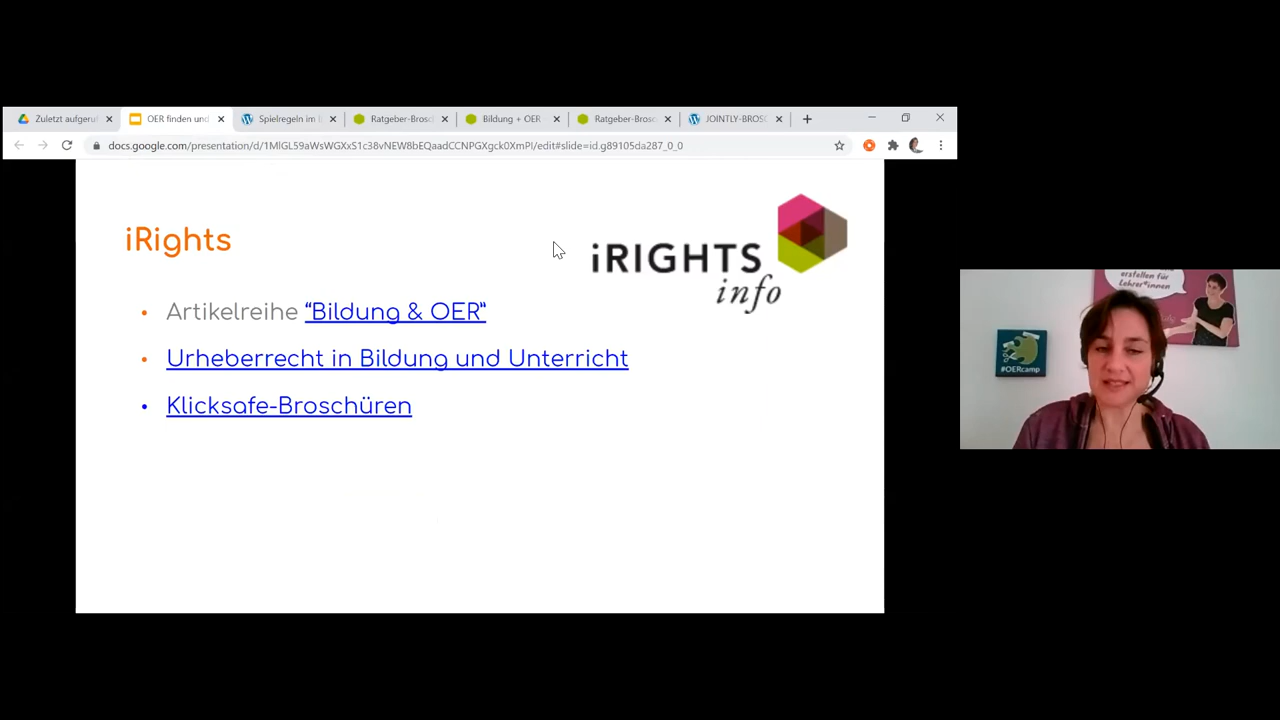 Zuletzt aufgeruf
OER finden und
Spielregeln im
Ratgeber-Brosc
Bildung + OER
Ratgeber-Brosc
JOINTLY-BROSC
docs.google.com/presentation/d/1MlGL59aWsWGXxS1c38vNEW8bEQaadCCNPGXgck0XmPI/edit#slide=id.g89105da287_0_0
iRights
iRIGHTS
info
• Artikelreihe “Bildung & OER”
• Urheberrecht in Bildung und Unterricht
• Klicksafe-Broschüren
erstellen für
Lehrer*innen
#OERcamp